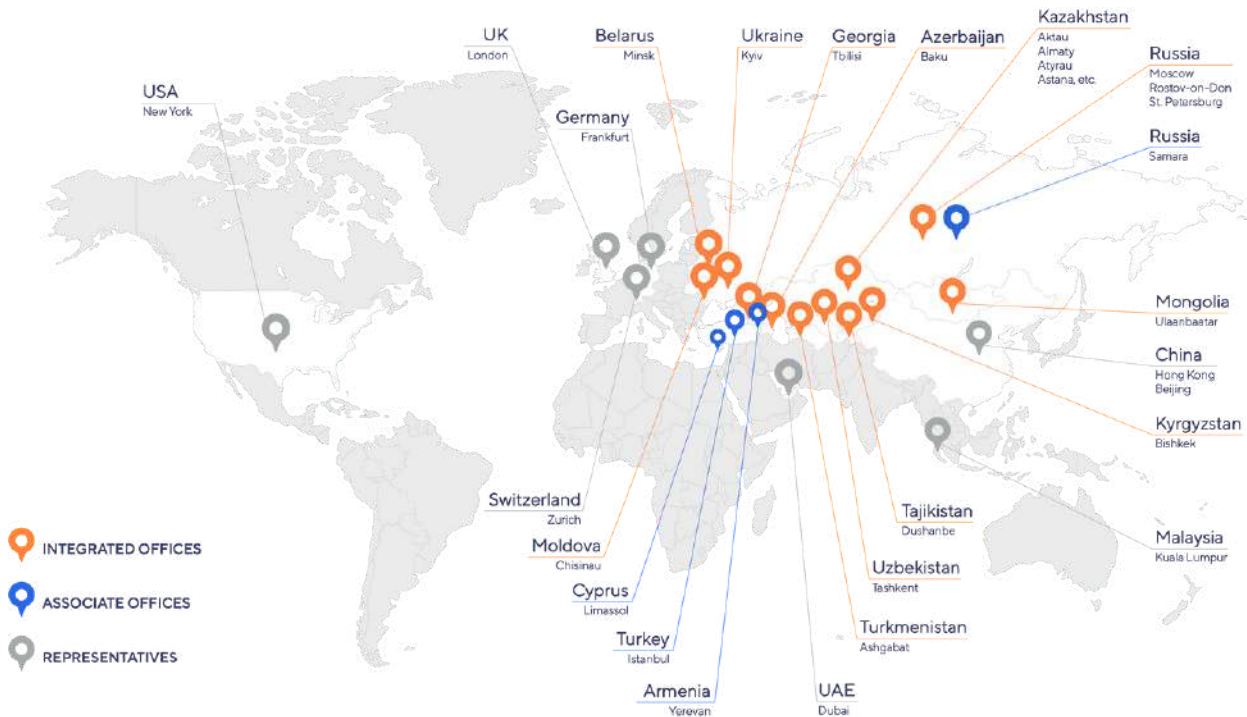 UK
London
Belarus
Minsk
Ukraine
Kyiv
Georgia
Tbilisi
Azerbaijan
Baku
Kazakhstan
Aktau
Almaty
Atyrau
Astana, etc.
Russia
Moscow
Rostov-on-Don
St. Petersburg
USA
New York
Germany
Frankfurt
Russia
Samara
Mongolia
Ulaanbaatar
China
Hong Kong
Beijing
Kyrgyzstan
Bishkek
Switzerland
Zurich
Tajikistan
Dushanbe
Malaysia
Kuala Lumpur
Moldova
Chisinau
Uzbekistan
Tashkent
Cyprus
Limassol
Turkmenistan
Ashgabat
Turkey
Istanbul
Armenia
Yerevan
UAE
Dubai
INTEGRATED OFFICES
ASSOCIATE OFFICES
REPRESENTATIVES